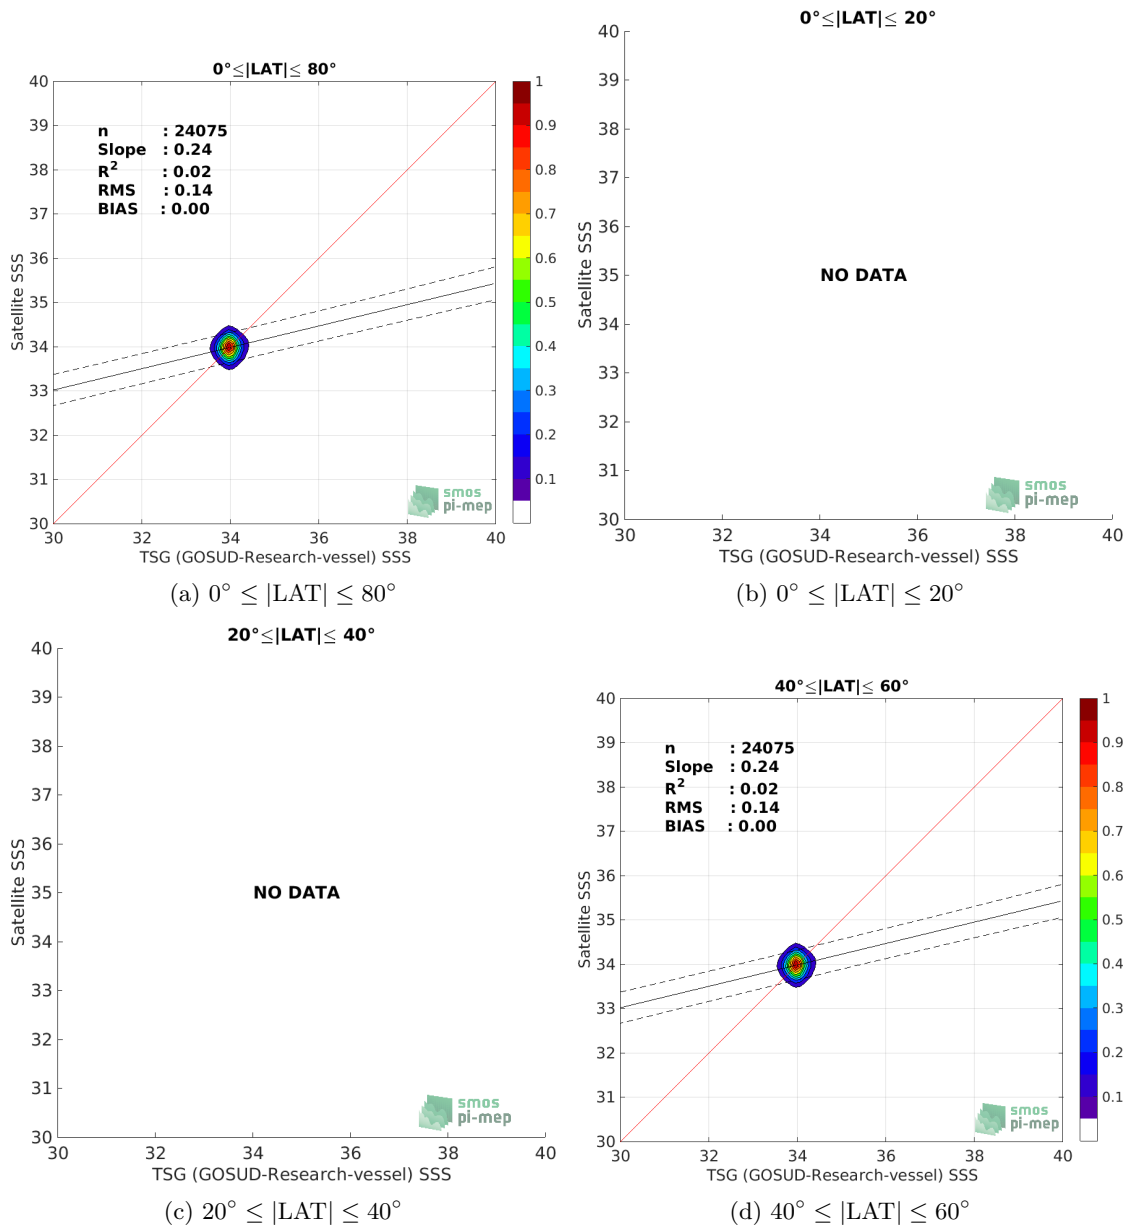 0°≤|LAT|≤ 80°
40
39
38
37
36
35
34
33
32
31
30
Satellite SSS
n : 24075
Slope : 0.24
R² : 0.02
RMS : 0.14
BIAS : 0.00
smos
pi-mep
30 32 34 36 38 40
TSG (GOSUD-Research-vessel) SSS
1
0.9
0.8
0.7
0.6
0.5
0.4
0.3
0.2
0.1
(a) 0° ≤ |LAT| ≤ 80°
0°≤|LAT|≤ 20°
40
39
38
37
36
35
34
33
32
31
30
Satellite SSS
NO DATA
smos
pi-mep
30 32 34 36 38 40
TSG (GOSUD-Research-vessel) SSS
(b) 0° ≤ |LAT| ≤ 20°
20°≤|LAT|≤ 40°
40
39
38
37
36
35
34
33
32
31
30
Satellite SSS
NO DATA
smos
pi-mep
30 32 34 36 38 40
TSG (GOSUD-Research-vessel) SSS
(c) 20° ≤ |LAT| ≤ 40°
40°≤|LAT|≤ 60°
40
39
38
37
36
35
34
33
32
31
30
Satellite SSS
n : 24075
Slope : 0.24
R² : 0.02
RMS : 0.14
BIAS : 0.00
smos
pi-mep
30 32 34 36 38 40
TSG (GOSUD-Research-vessel) SSS
1
0.9
0.8
0.7
0.6
0.5
0.4
0.3
0.2
0.1
(d) 40° ≤ |LAT| ≤ 60°